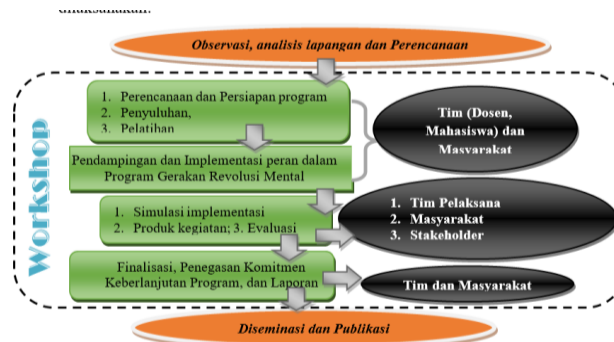 dilaksanakan.
Observasi, analisis lapangan dan Perencanaan
Workshop
1. Perencanaan dan Persiapan program
2. Penyuluhan,
3. Pelatihan
Tim (Dosen,
Mahasiswa) dan
Masyarakat
Pendampingan dan Implementasi peran dalam
Program Gerakan Revolusi Mental
1. Simulasi implementasi
2. Produk kegiatan; 3. Evaluasi
1. Tim Pelaksana
2. Masyarakat
3. Stakeholder
Finalisasi, Penegasan Komitmen
Keberlanjutan Program, dan Laporan
Tim dan Masyarakat
Diseminasi dan Publikasi